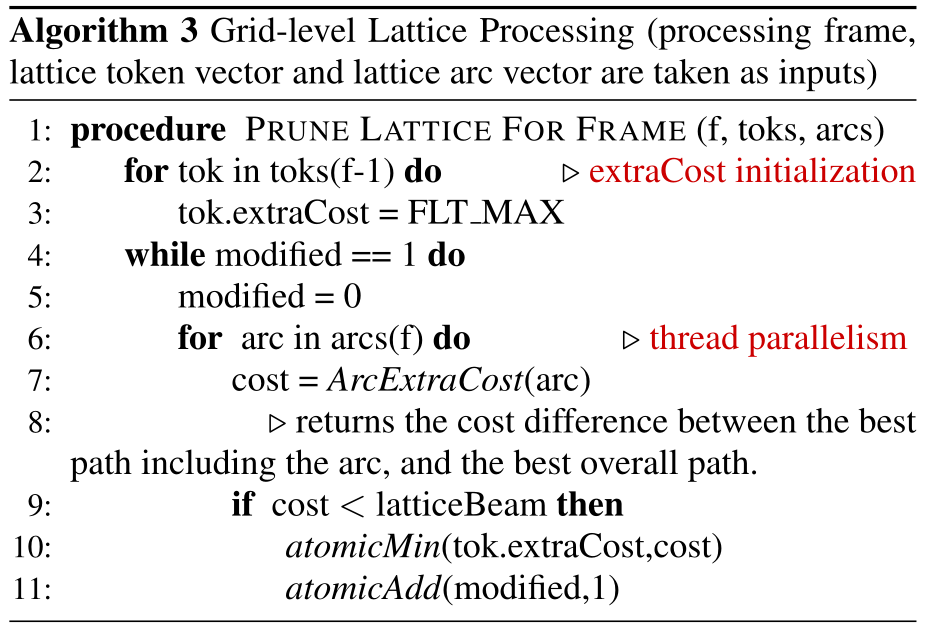 Algorithm 3 Grid-level Lattice Processing (processing frame,
lattice token vector and lattice arc vector are taken as inputs)
1: procedure PRUNE LATTICE FOR FRAME (f, toks, arcs)
2: for tok in toks(f-1) do ▷ extraCost initialization
3: tok.extraCost = FLT_MAX
4: while modified == 1 do
5: modified = 0
6: for arc in arcs(f) do ▷ thread parallelism
7: cost = ArcExtraCost(arc)
8: ▷ returns the cost difference between the best
path including the arc, and the best overall path.
9: if cost < latticeBeam then
10: atomicMin(tok.extraCost,cost)
11: atomicAdd(modified,1)